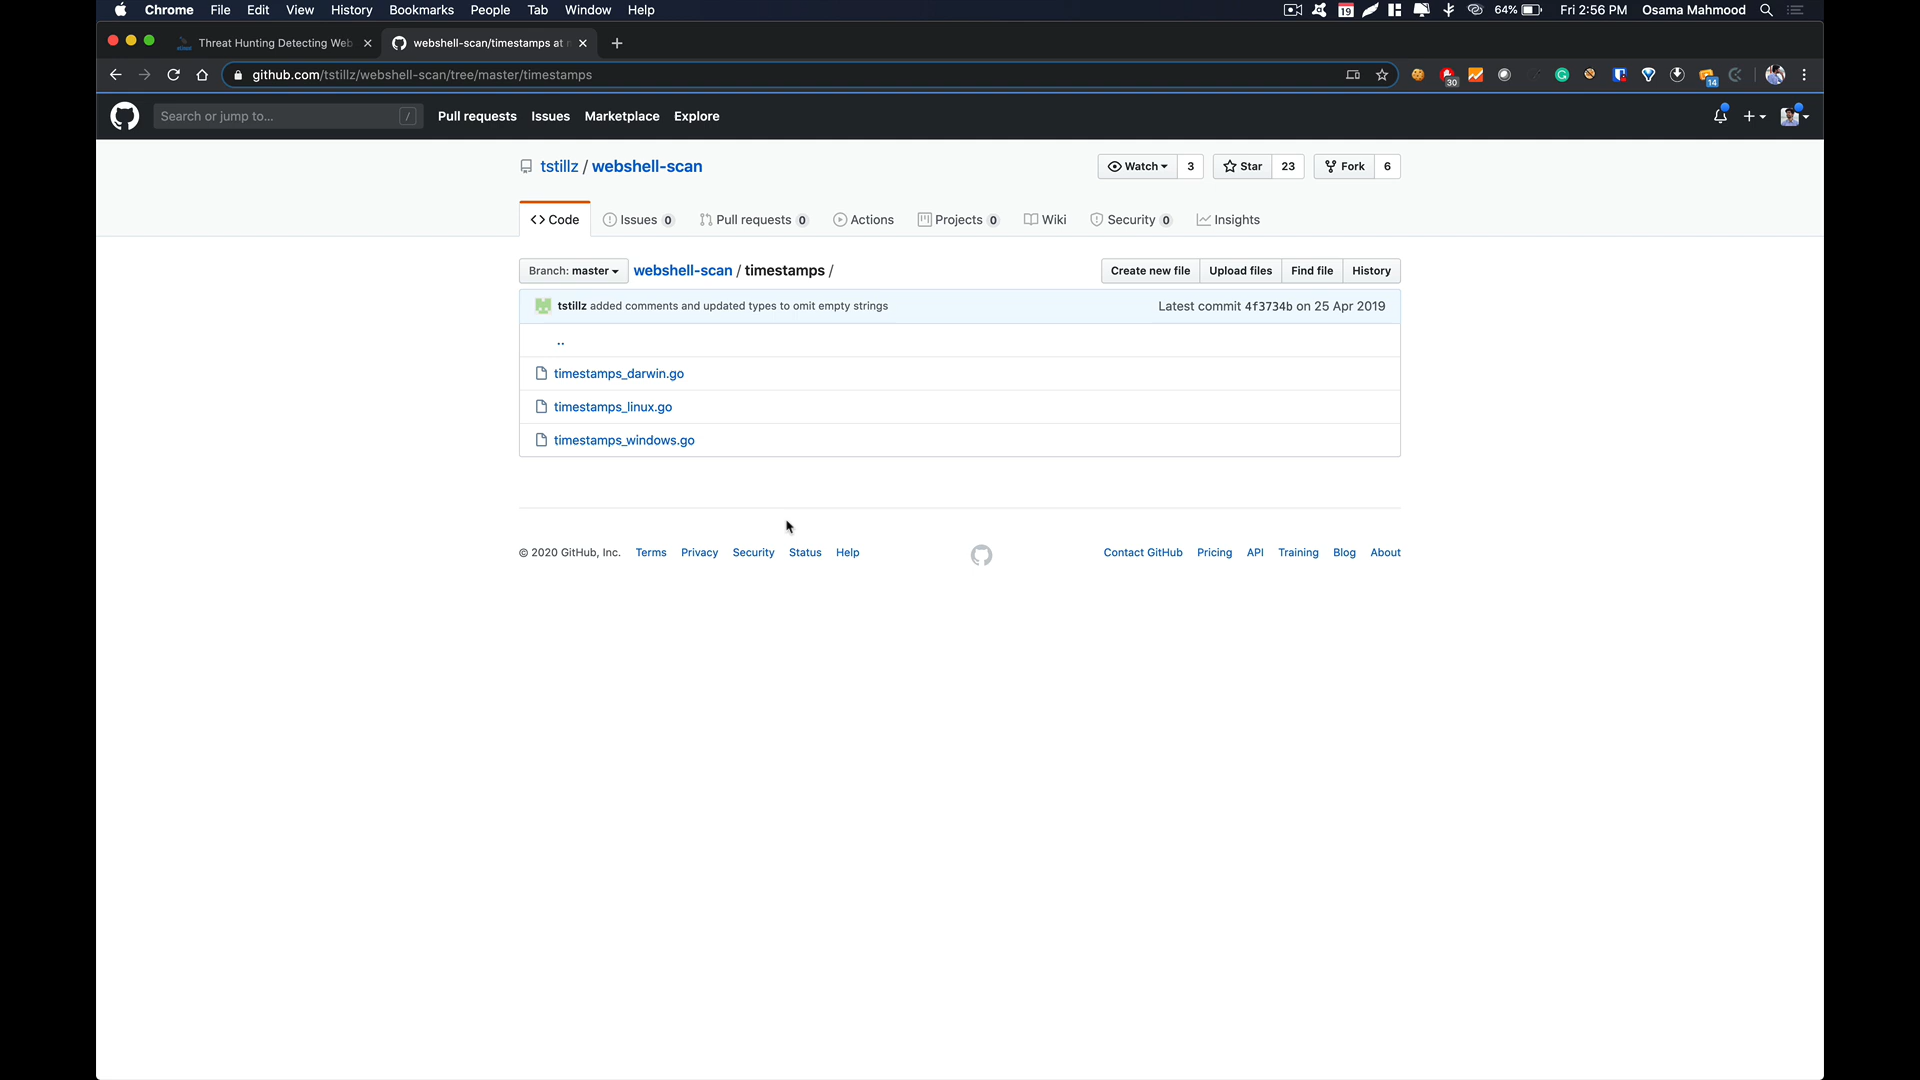 Chrome File Edit View History Bookmarks People Tab Window Help 19 64% Fri 2:56 PM Osama Mahmood
Threat Hunting Detecting Web
webshell-scan/timestamps at
github.com/tstillz/webshell-scan/tree/master/timestamps
30
14
Search or jump to... /
Pull requests Issues Marketplace Explore
tstillz / webshell-scan
Watch 3 Star 23 Fork 6
Code Issues 0 Pull requests 0 Actions Projects 0 Wiki Security 0 Insights
Branch: master webshell-scan / timestamps / Create new file Upload files Find file History
tstillz added comments and updated types to omit empty strings Latest commit 4f3734b on 25 Apr 2019
..
timestamps_darwin.go
timestamps_linux.go
timestamps_windows.go
© 2020 GitHub, Inc. Terms Privacy Security Status Help Contact GitHub Pricing API Training Blog About